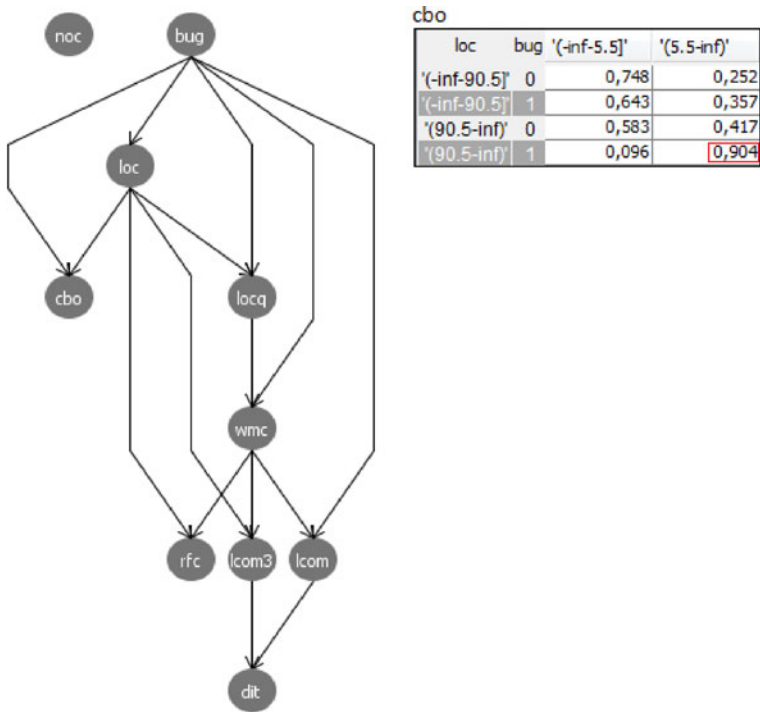 cbo
loc bug '(-inf-5.5]' '(5.5-inf)'
'(-inf-90.5]' 0 0,748 0,252
'(-inf-90.5]' 1 0,643 0,357
'(90.5-inf)' 0 0,583 0,417
'(90.5-inf)' 1 0,096 0,904
noc bug
loc
cbo locq
wmc
rfc lcom3 lcom
dit